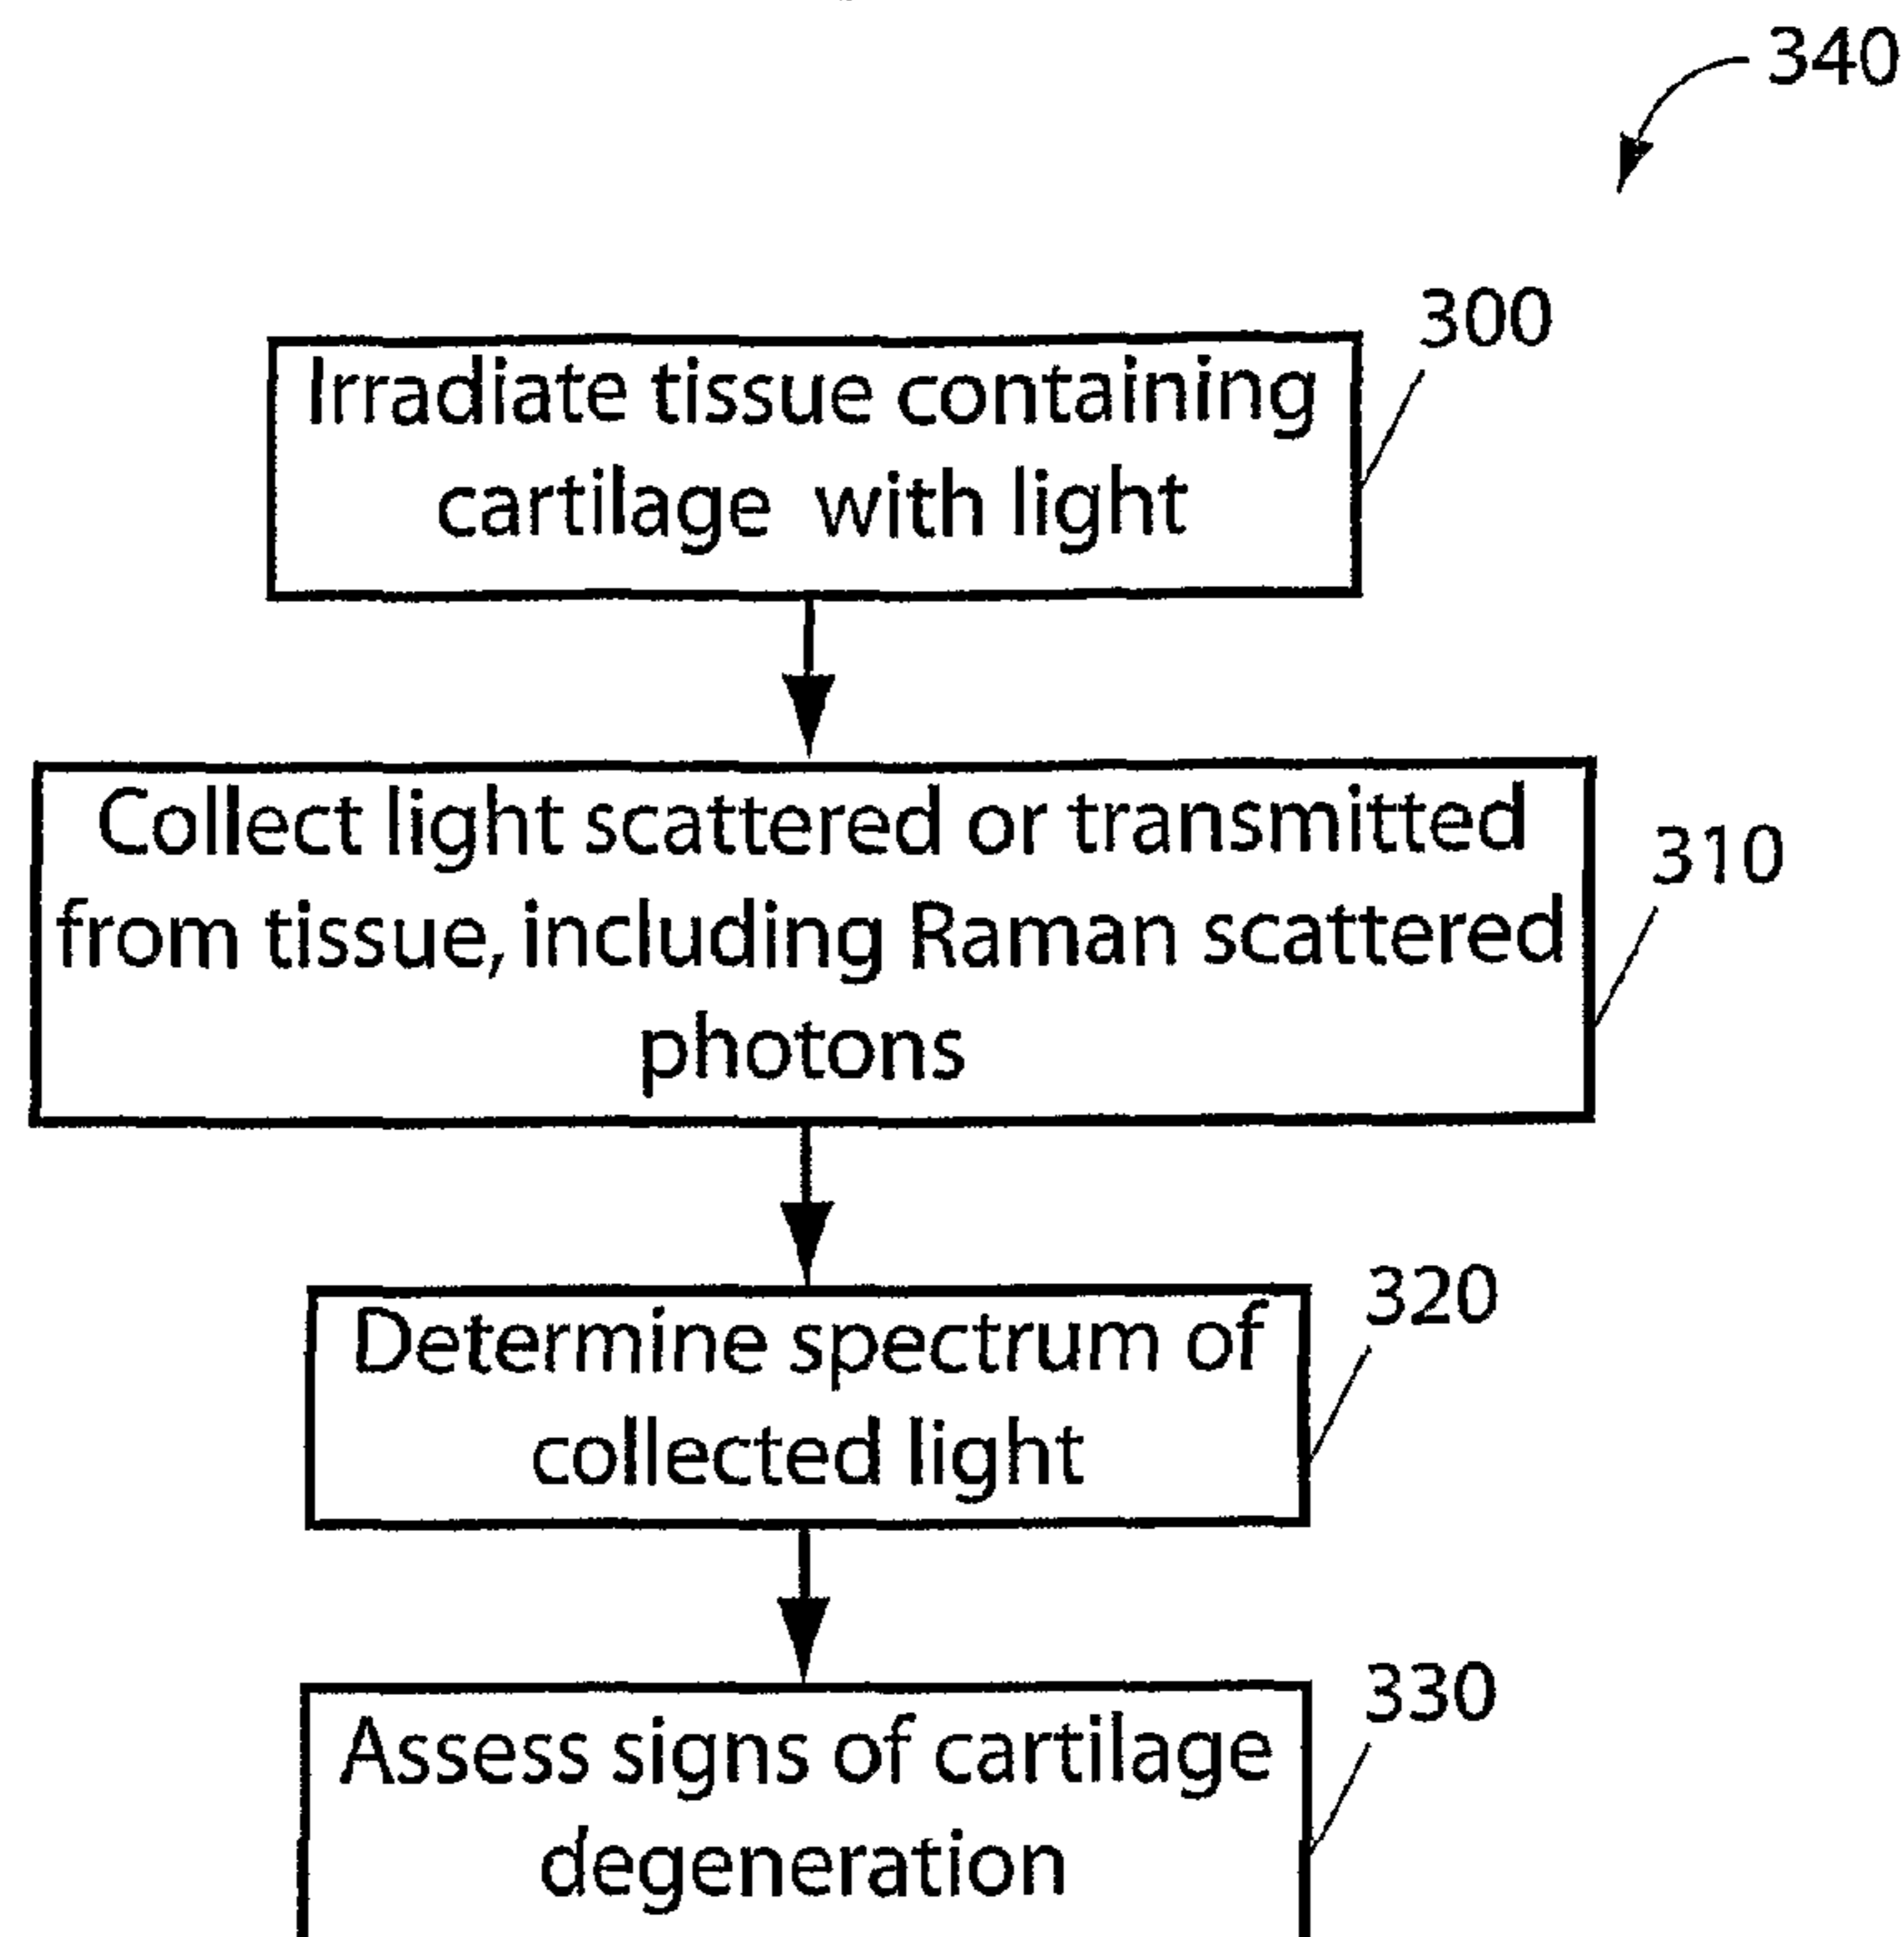 340
300
Irradiate tissue containing
cartilage with light
310
Collect light scattered or transmitted
from tissue, including Raman scattered
photons
320
Determine spectrum of
collected light
330
Assess signs of cartilage
degeneration